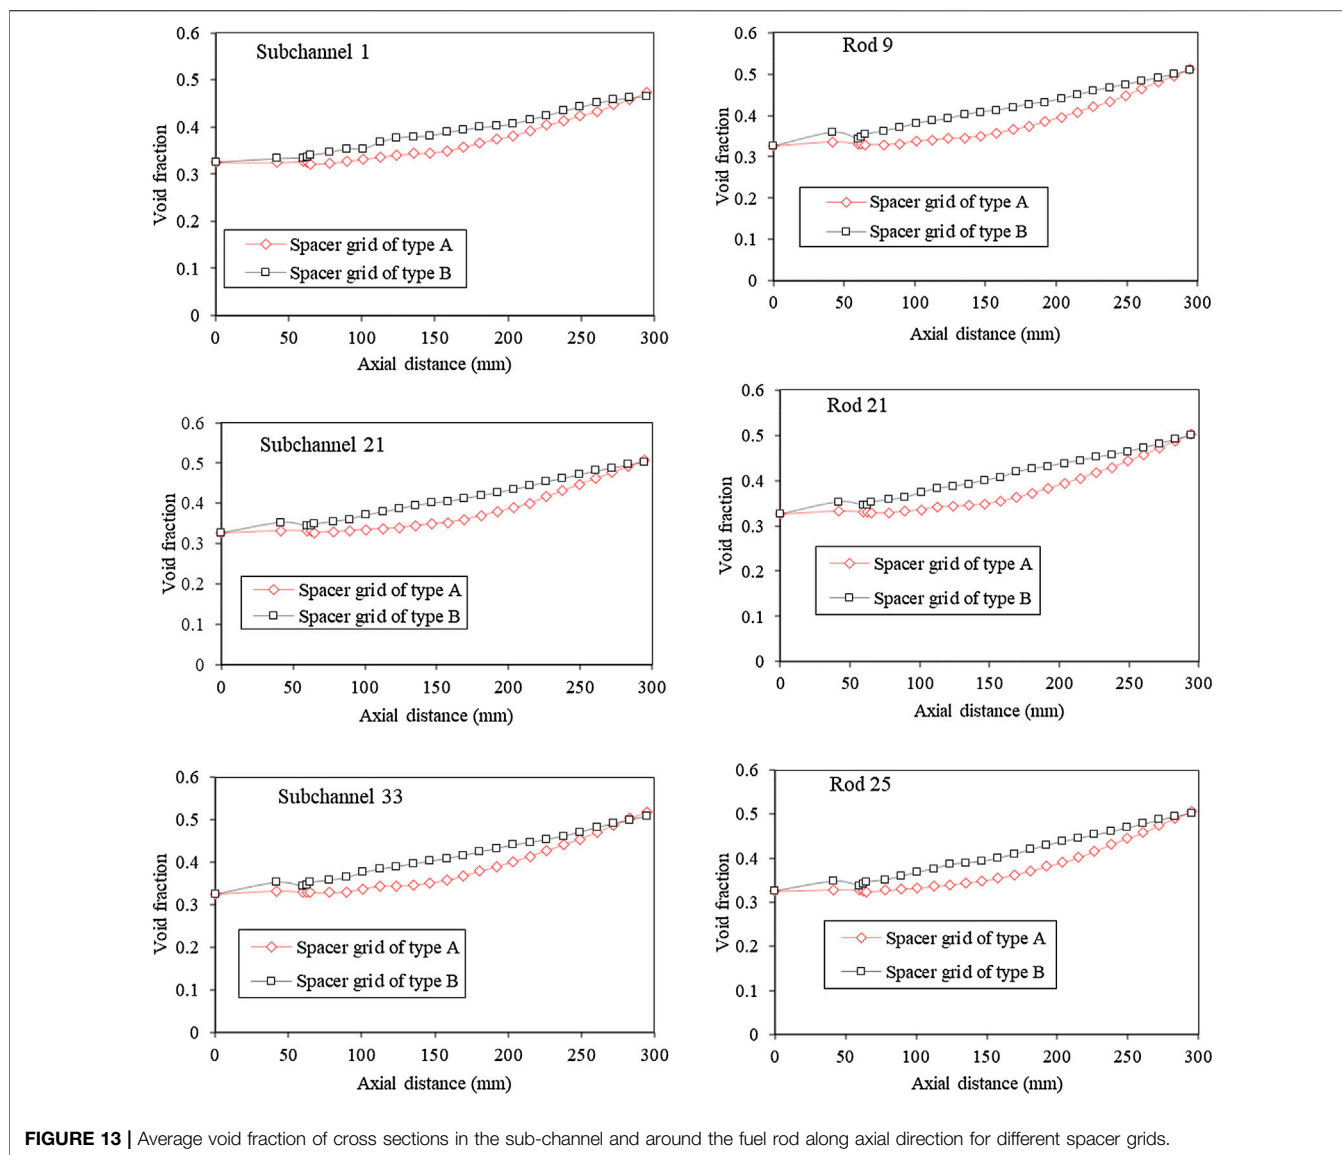 Subchannel 1
0.6
0.5
0.4
0.3
0.2
0.1
0
Void fraction
Spacer grid of type A
Spacer grid of type B
0 50 100 150 200 250 300
Axial distance (mm)
Rod 9
0.6
0.5
0.4
0.3
0.2
0.1
0
Void fraction
Spacer grid of type A
Spacer grid of type B
0 50 100 150 200 250 300
Axial distance (mm)
Subchannel 21
0.6
0.5
0.4
0.3
0.2
0.1
0
Void fraction
Spacer grid of type A
Spacer grid of type B
0 50 100 150 200 250 300
Axial distance (mm)
Rod 21
0.6
0.5
0.4
0.3
0.2
0.1
0
Void fraction
Spacer grid of type A
Spacer grid of type B
0 50 100 150 200 250 300
Axial distance (mm)
Subchannel 33
0.6
0.5
0.4
0.3
0.2
0.1
0
Void fraction
Spacer grid of type A
Spacer grid of type B
0 50 100 150 200 250 300
Axial distance (mm)
Rod 25
0.6
0.5
0.4
0.3
0.2
0.1
0
Void fraction
Spacer grid of type A
Spacer grid of type B
0 50 100 150 200 250 300
Axial distance (mm)
FIGURE 13 | Average void fraction of cross sections in the sub-channel and around the fuel rod along axial direction for different spacer grids.